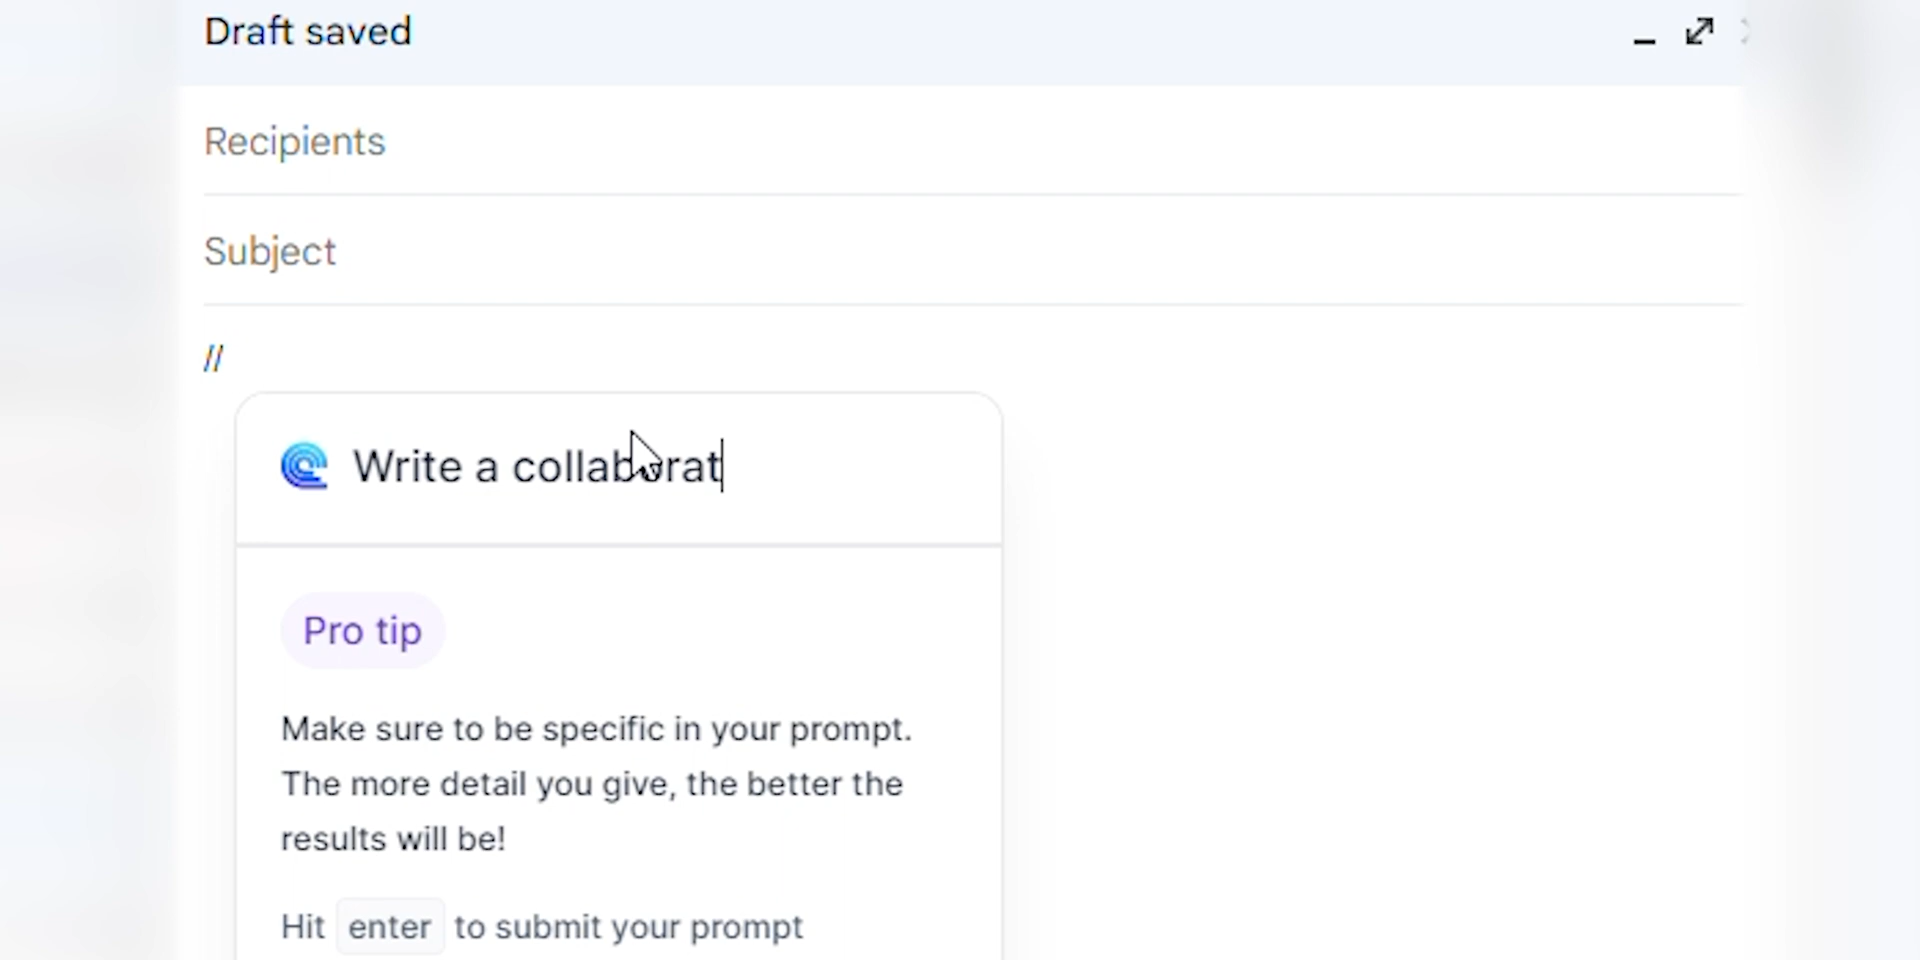 Draft saved
Recipients
Subject
//
Write a collaborat
Pro tip
Make sure to be specific in your prompt.
The more detail you give, the better the
results will be!
Hit enter to submit your prompt